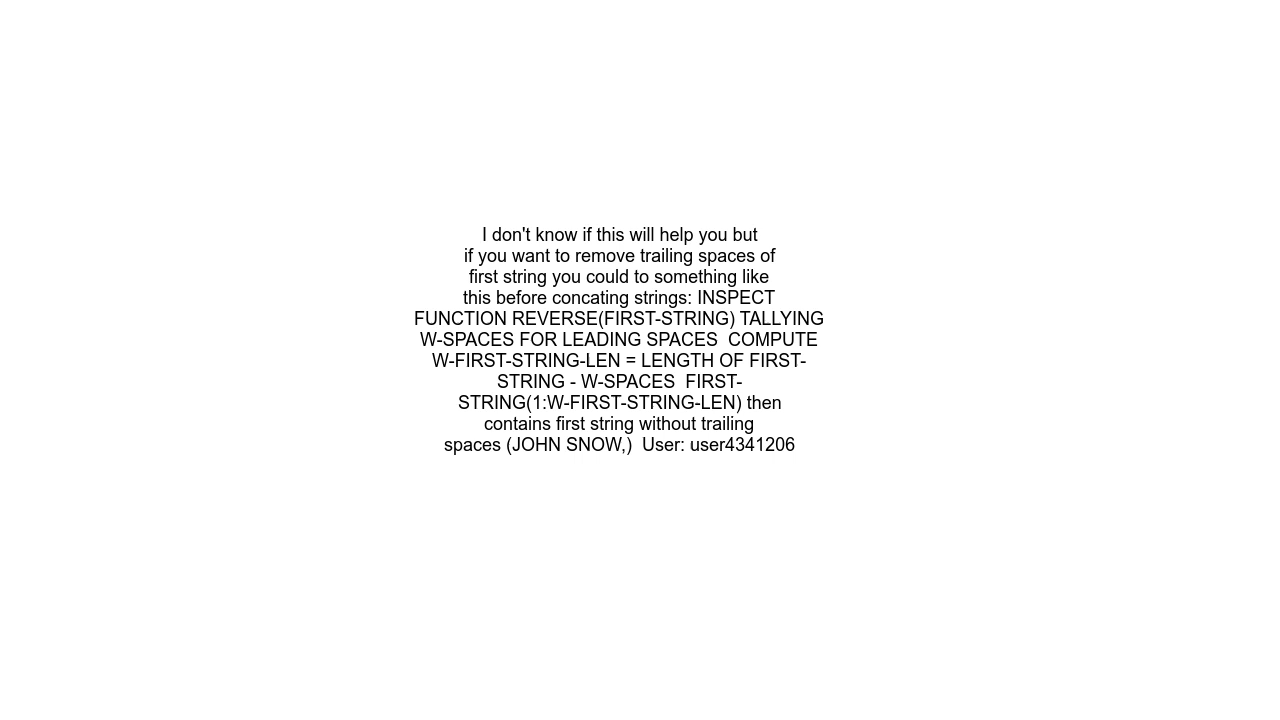 I don't know if this will help you but
if you want to remove trailing spaces of
first string you could to something like
this before concating strings: INSPECT
FUNCTION REVERSE(FIRST-STRING) TALLYING
W-SPACES FOR LEADING SPACES  COMPUTE
W-FIRST-STRING-LEN = LENGTH OF FIRST-
STRING - W-SPACES  FIRST-
STRING(1:W-FIRST-STRING-LEN) then
contains first string without trailing
spaces (JOHN SNOW,)  User: user4341206